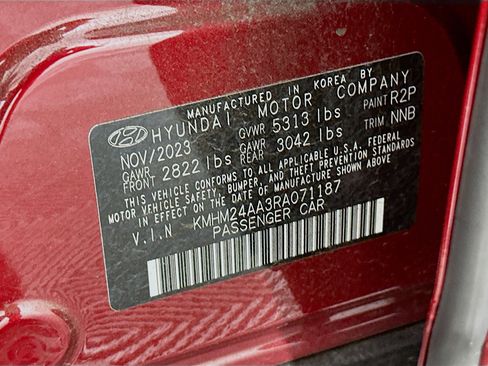 MANUFACTURED IN KOREA BY
HYUNDAI MOTOR COMPANY
NOV/2023 GVWR 5313 lbs PAINT R2P
GAWR FRONT 2822 lbs GAWR REAR 3042 lbs TRIM NNB
THIS VEHICLE CONFORMS TO ALL APPLICABLE U.S.A. FEDERAL
MOTOR VEHICLE SAFETY, BUMPER, AND THEFT PREVENTION STANDARDS
IN EFFECT ON THE DATE OF MANUFACTURE SHOWN ABOVE.
V.I.N KMHM24AA3RA071187
PASSENGER CAR